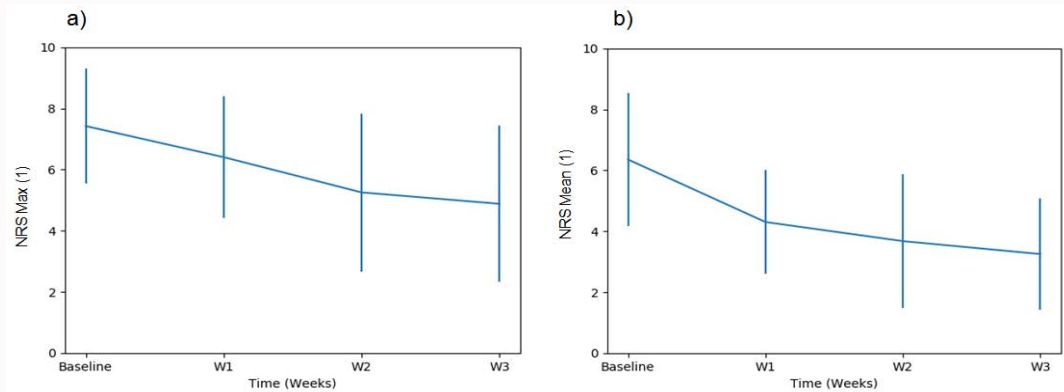 a)
10
8
6
4
2
0
NRS Max (1)
Baseline W1 W2 W3
Time (Weeks)
b)
10
8
6
4
2
0
NRS Mean (1)
Baseline W1 W2 W3
Time (Weeks)